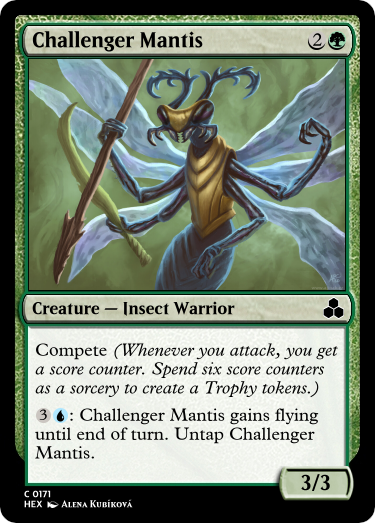 Challenger Mantis 2
Creature — Insect Warrior
Compete (Whenever you attack, you get
a score counter. Spend six score counters
as a sorcery to create a Trophy tokens.)
3: Challenger Mantis gains flying
until end of turn. Untap Challenger
Mantis.
3/3
C 0171
HEX Alena Kubíková